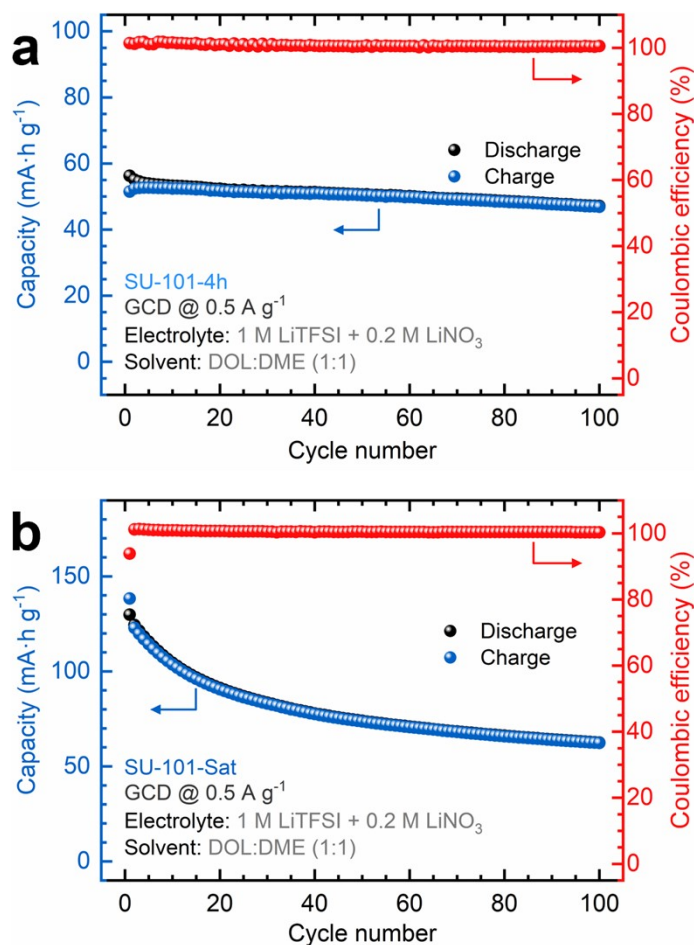 a
100
80
60
40
20
0
Capacity (mA·h g⁻¹)
100
80
60
40
20
0
Coulombic efficiency (%)
Discharge
Charge
SU-101-4h
GCD @ 0.5 A g⁻¹
Electrolyte: 1 M LiTFSI + 0.2 M LiNO₃
Solvent: DOL:DME (1:1)
0 20 40 60 80 100
Cycle number
b
150
100
50
0
Capacity (mA·h g⁻¹)
100
80
60
40
20
0
Coulombic efficiency (%)
Discharge
Charge
SU-101-Sat
GCD @ 0.5 A g⁻¹
Electrolyte: 1 M LiTFSI + 0.2 M LiNO₃
Solvent: DOL:DME (1:1)
0 20 40 60 80 100
Cycle number